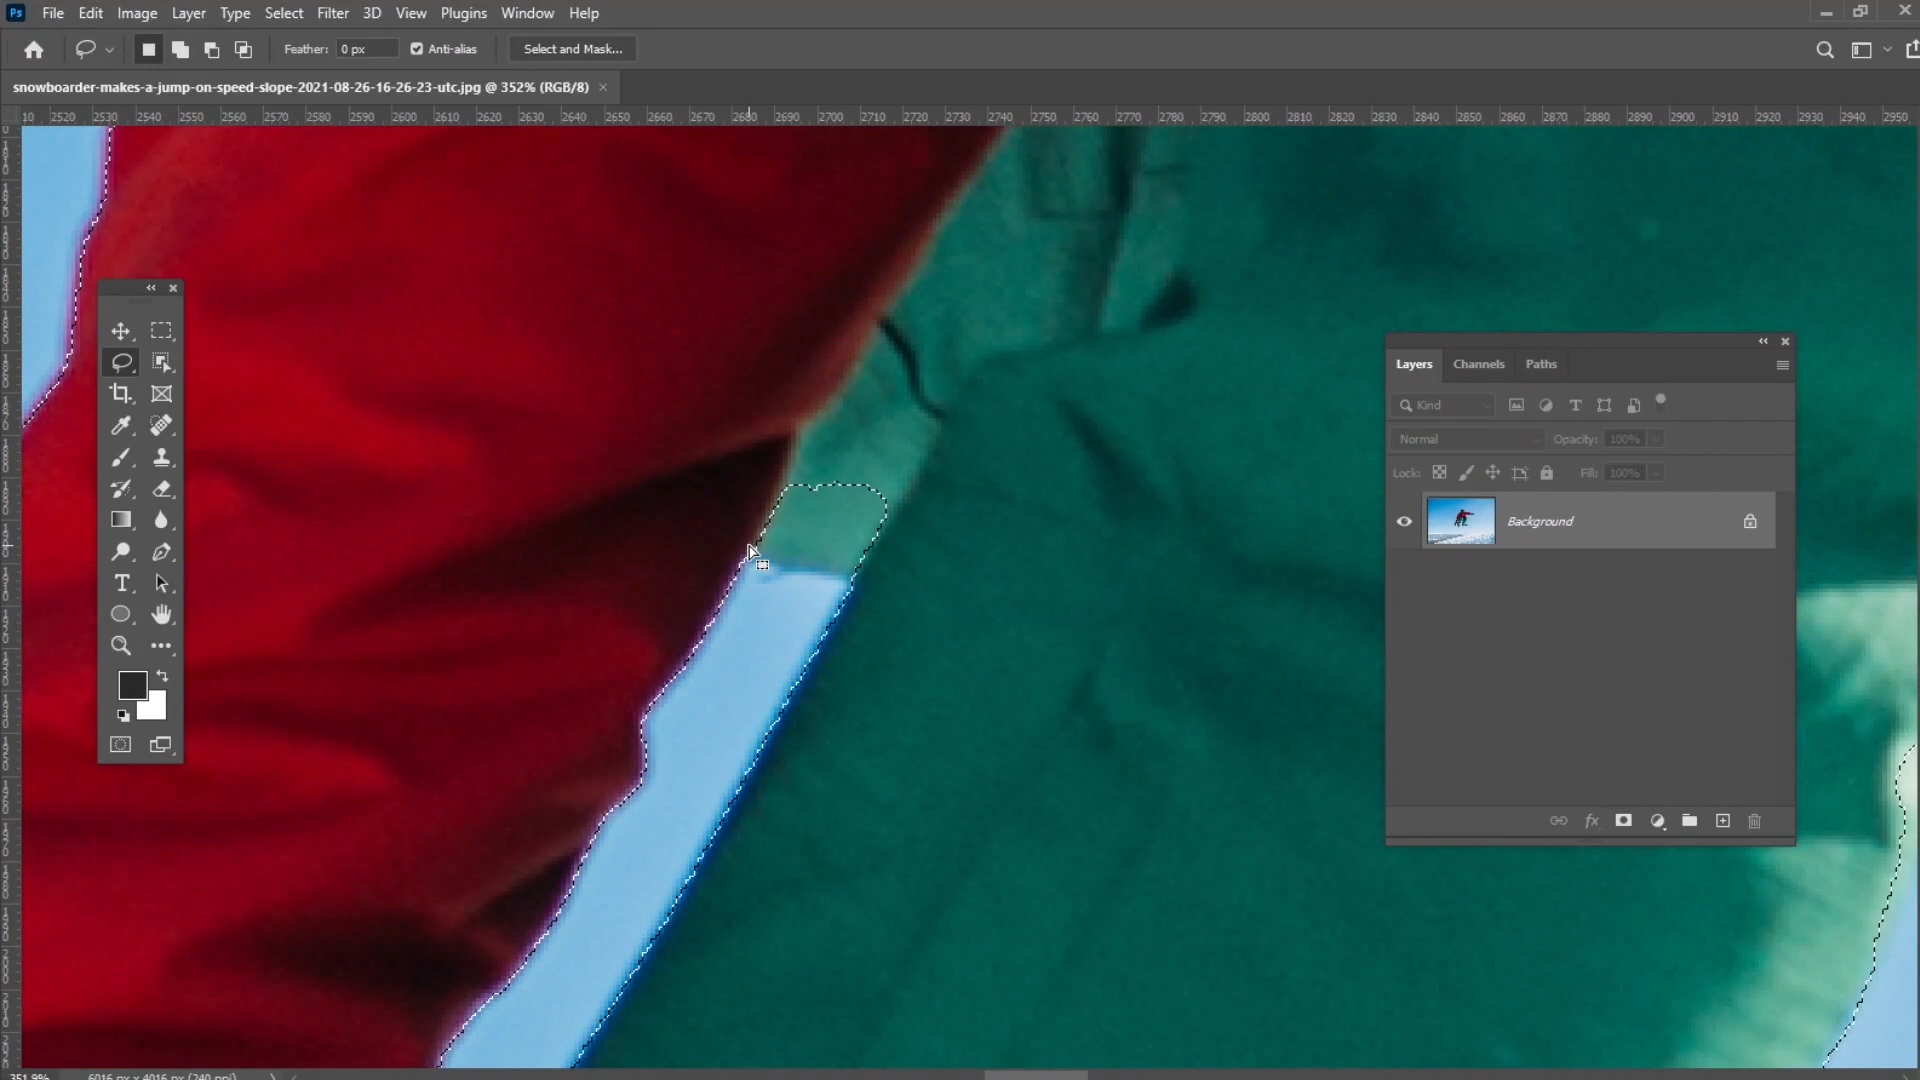 Ps File Edit Image Layer Type Select Filter 3D View Plugins Window Help
Feather: 0 px Anti-alias Select and Mask...
snowboarder-makes-a-jump-on-speed-slope-2021-08-26-16-26-23-utc.jpg @ 352% (RGB/8)
10 2520 2530 2540 2550 2560 2570 2580 2590 2600 2610 2620 2630 2640 2650 2660 2670 2680 2690 2700 2710 2720 2730 2740 2750 2760 2770 2780 2790 2800 2810 2820 2830 2840 2850 2860 2870 2880 2890 2900 2910 2920 2930 2940 2950
Layers Channels Paths
Kind
Normal Opacity: 100%
Lock: Fill: 100%
Background
351.9% 6016 px x 4016 px (240 ppi)